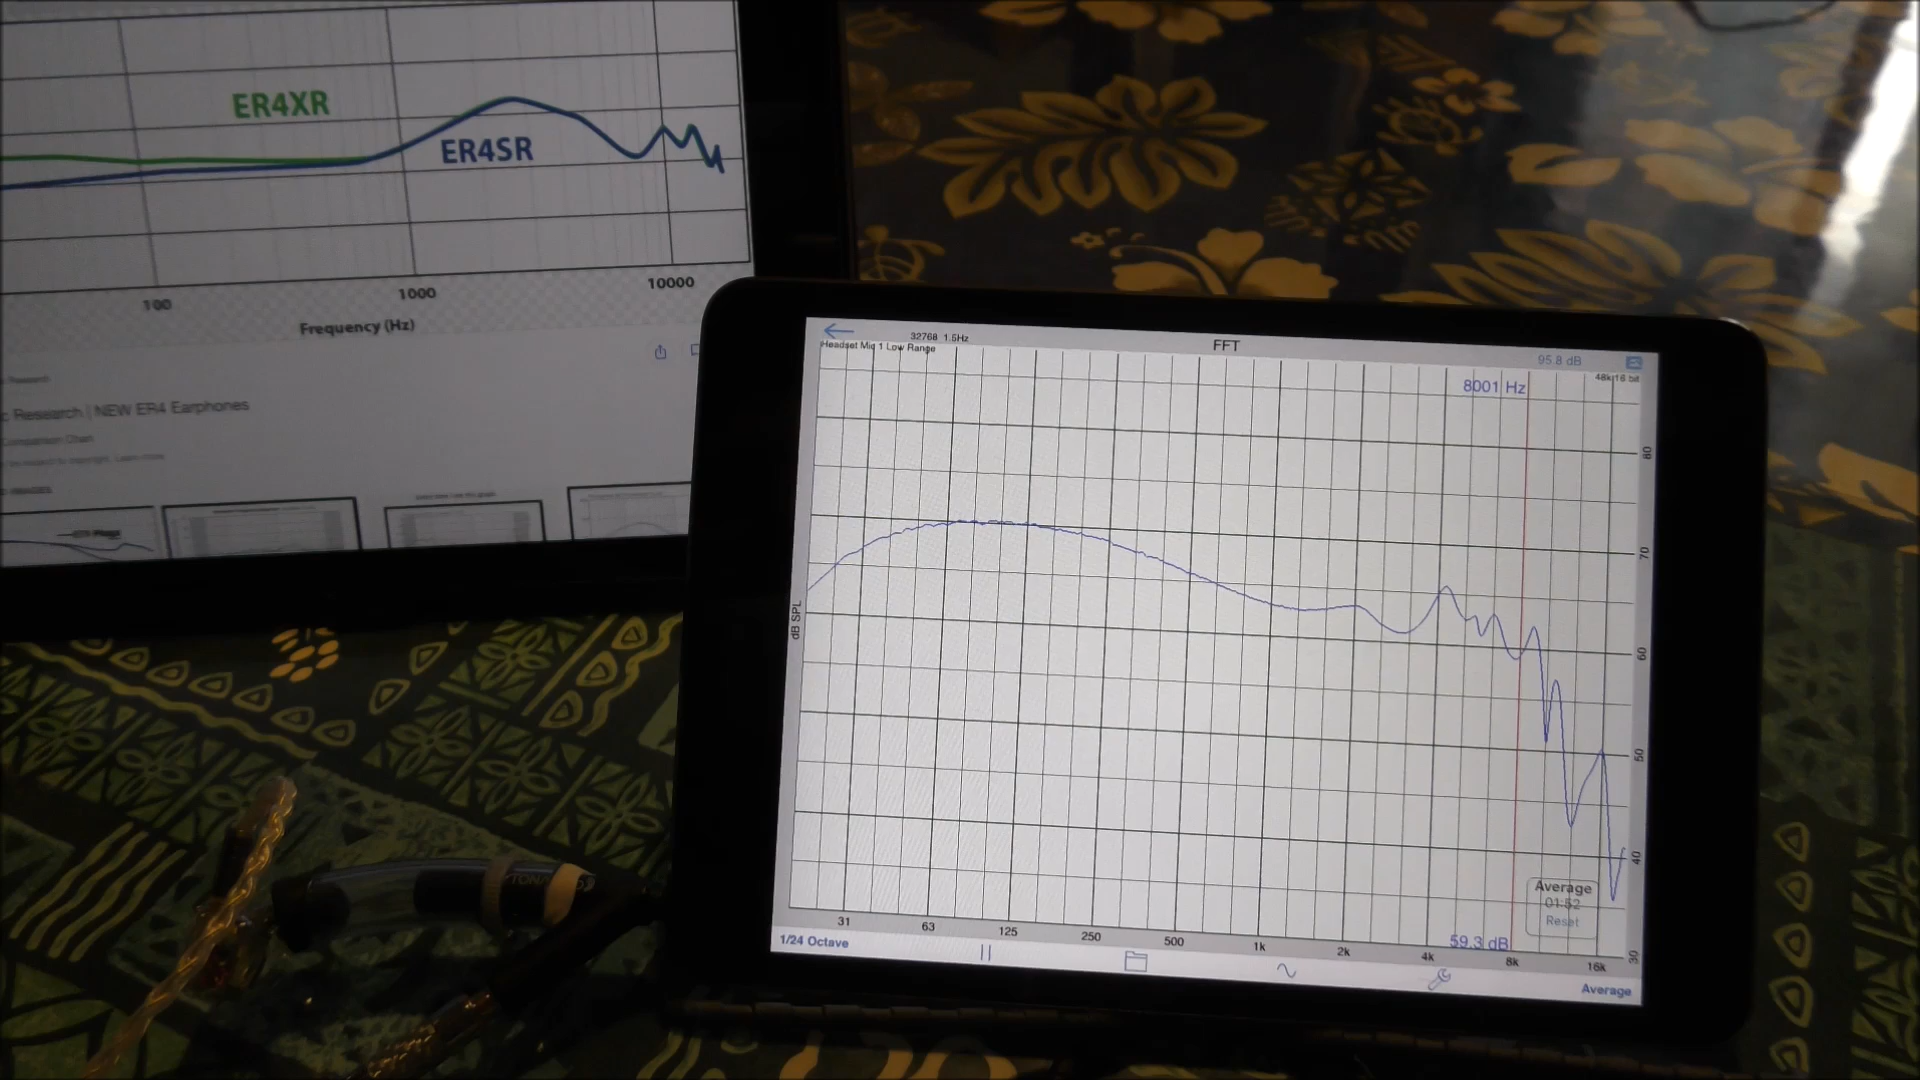 ER4XR
ER4SR
100
1000
10000
Frequency (Hz)
Research
Research | NEW ER4 Earphones
Comparison Chart
32768 1.5Hz
FFT
95.8 dB
Headset Mic 1 Low Range
48k|16 bit
8001 Hz
80
70
60
50
40
30
dB SPL
Average
01:52
Reset
59.3 dB
31
63
125
250
500
1k
2k
4k
8k
16k
1/24 Octave
Average